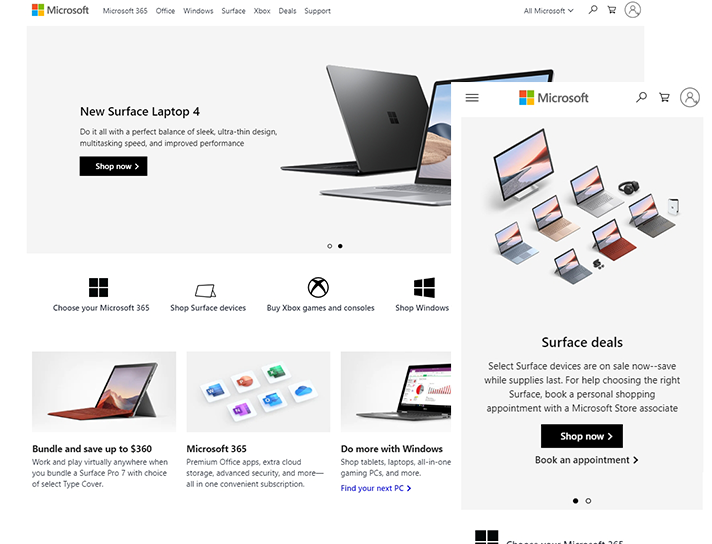 Microsoft
Microsoft 365 Office Windows Surface Xbox Deals Support
All Microsoft
New Surface Laptop 4
Do it all with a perfect balance of sleek, ultra-thin design,
multitasking speed, and improved performance
Shop now
Choose your Microsoft 365
Shop Surface devices
Buy Xbox games and consoles
Shop Windows
Bundle and save up to $360
Work and play virtually anywhere when
you bundle a Surface Pro 7 with choice
of select Type Cover.
Microsoft 365
Premium Office apps, extra cloud
storage, advanced security, and more—
all in one convenient subscription.
Do more with Windows
Shop tablets, laptops, all-in-one
gaming PCs, and more.
Find your next PC
Microsoft
Surface deals
Select Surface devices are on sale now--save
while supplies last. For help choosing the right
Surface, book a personal shopping
appointment with a Microsoft Store associate
Shop now
Book an appointment
Choose your Microsoft 365